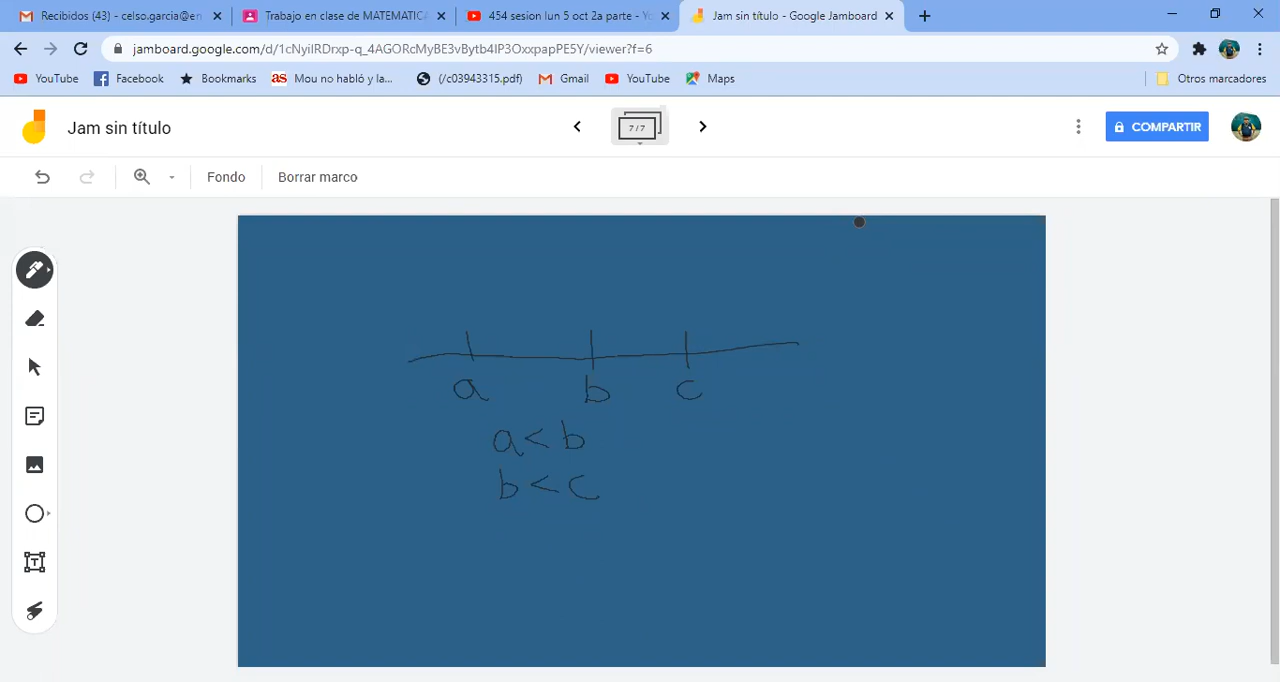 Recibidos (43) - celso.garcia@en
Trabajo en clase de MATEMATICA
454 sesion lun 5 oct 2a parte - Yo
Jam sin título - Google Jamboard
jamboard.google.com/d/1cNyiIRDrxp-q_4AGORcMyBE3vBytb4IP3OxxpapPE5Y/viewer?f=6
YouTube
Facebook
Bookmarks
as Mou no habló y la...
(/c03943315.pdf)
Gmail
YouTube
Maps
Otros marcadores
Jam sin título
7/7
COMPARTIR
Fondo
Borrar marco
a b c
a < b
b < c